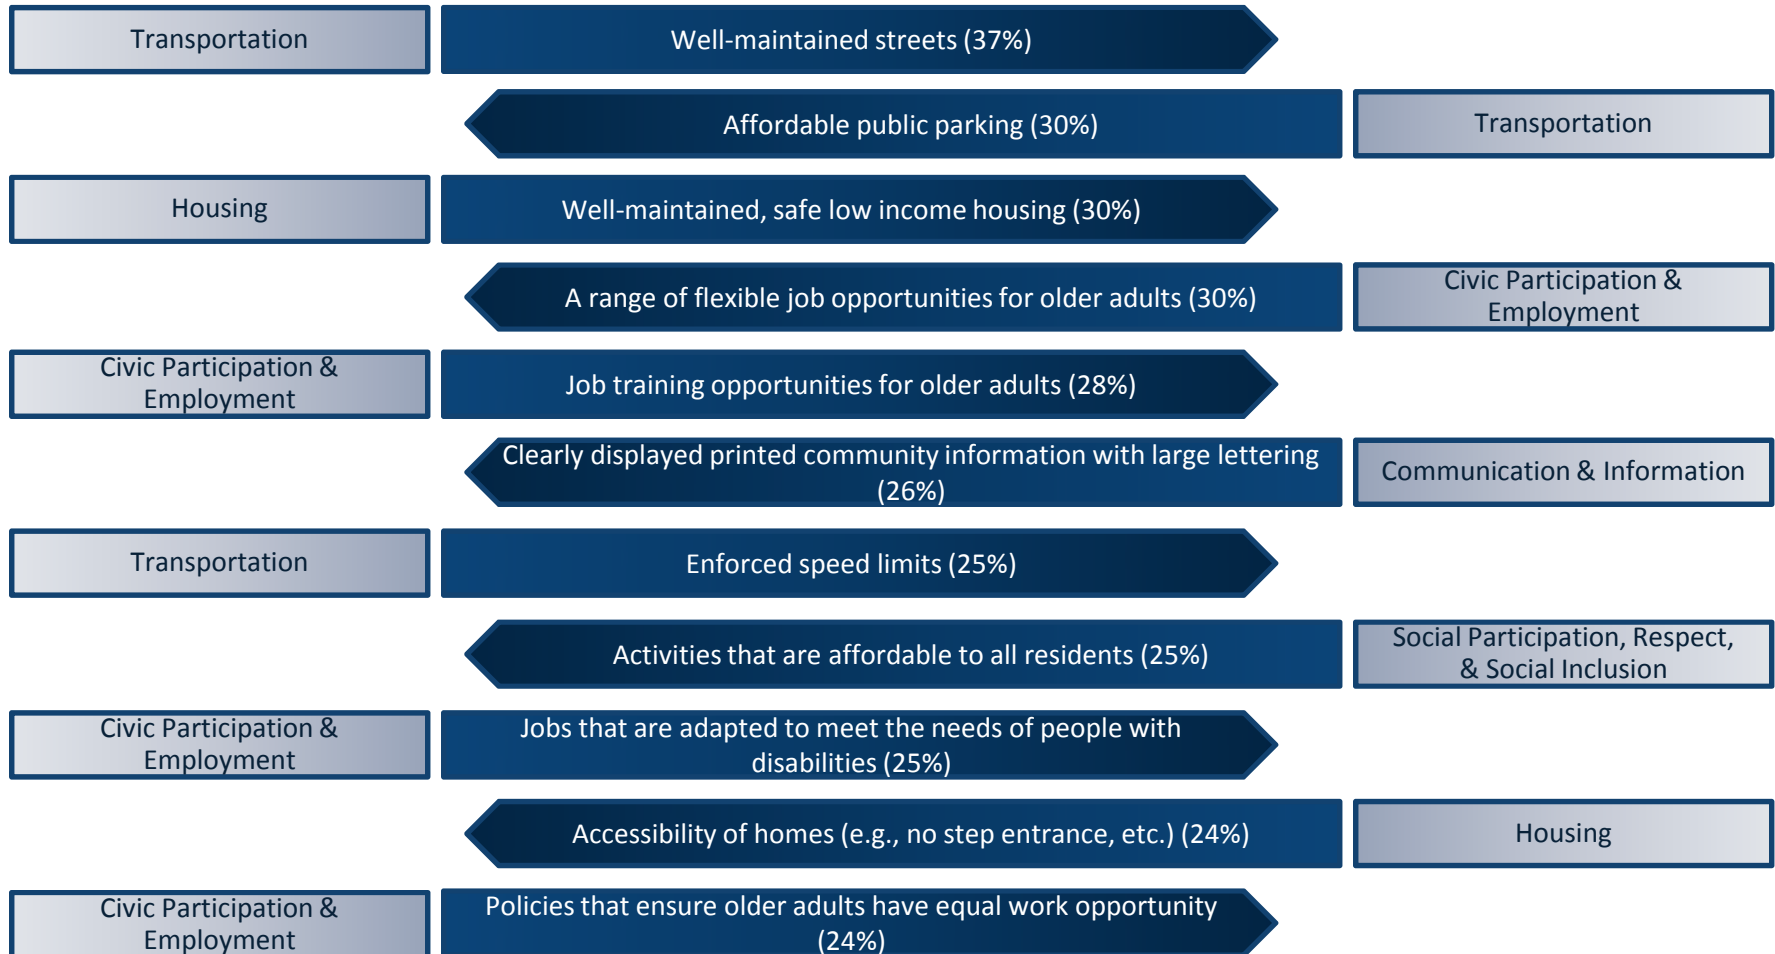 Transportation
Well-maintained streets (37%)
Affordable public parking (30%)
Transportation
Housing
Well-maintained, safe low income housing (30%)
A range of flexible job opportunities for older adults (30%)
Civic Participation &
Employment
Civic Participation &
Employment
Job training opportunities for older adults (28%)
Clearly displayed printed community information with large lettering
(26%)
Communication & Information
Transportation
Enforced speed limits (25%)
Activities that are affordable to all residents (25%)
Social Participation, Respect,
& Social Inclusion
Civic Participation &
Employment
Jobs that are adapted to meet the needs of people with
disabilities (25%)
Accessibility of homes (e.g., no step entrance, etc.) (24%)
Housing
Civic Participation &
Employment
Policies that ensure older adults have equal work opportunity
(24%)